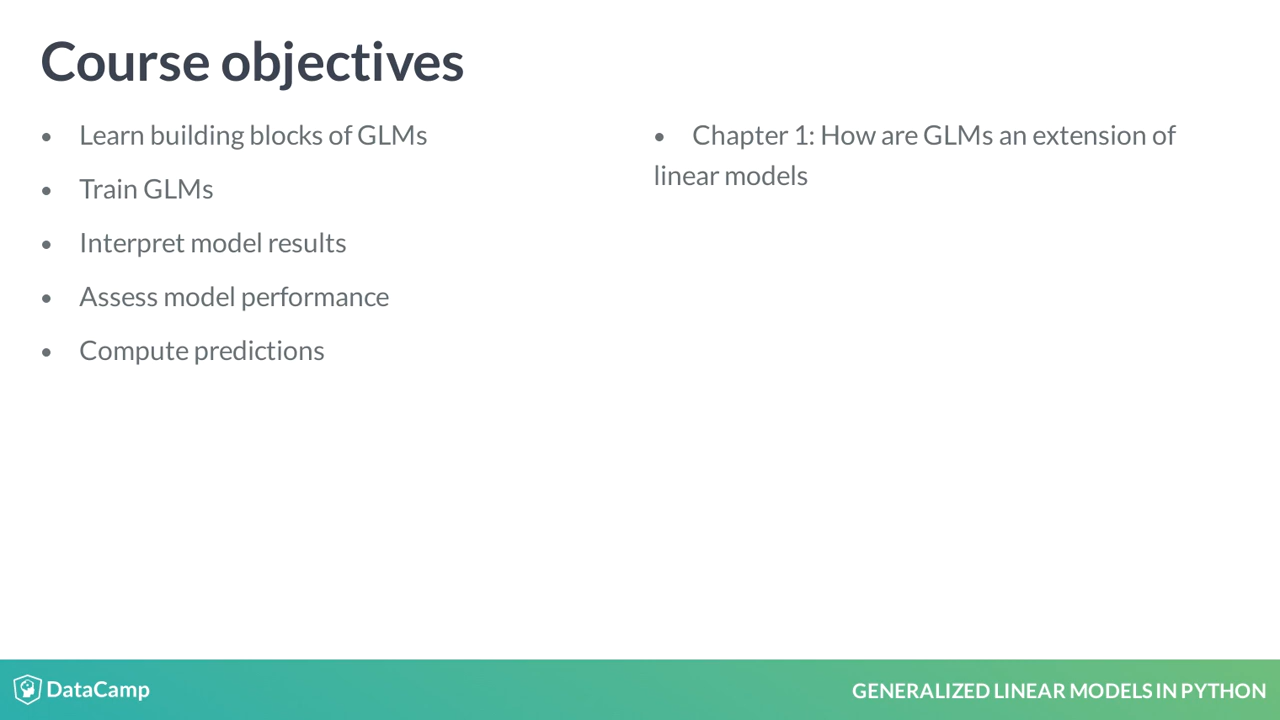 Course objectives
• Learn building blocks of GLMs
• Train GLMs
• Interpret model results
• Assess model performance
• Compute predictions
• Chapter 1: How are GLMs an extension of
linear models
DataCamp
GENERALIZED LINEAR MODELS IN PYTHON